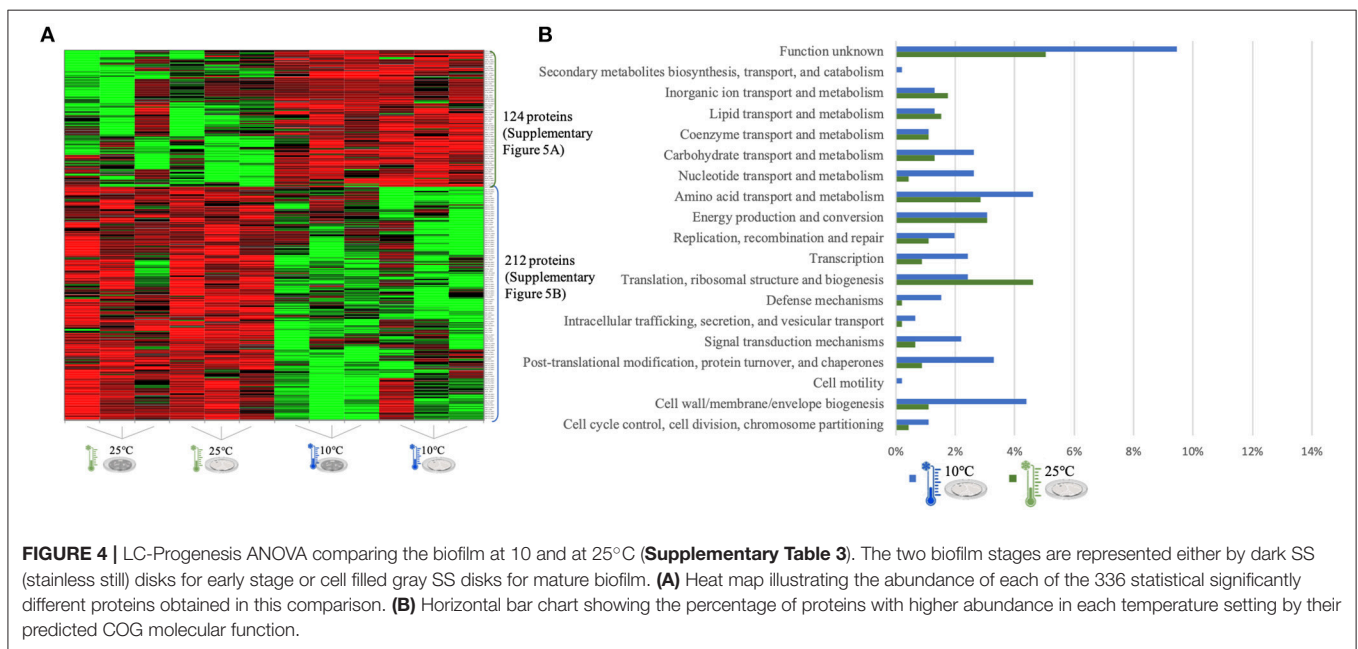 A
124 proteins
(Supplementary
Figure 5A)
212 proteins
(Supplementary
Figure 5B)
25°C
25°C
10°C
10°C
B
Function unknown
Secondary metabolites biosynthesis, transport, and catabolism
Inorganic ion transport and metabolism
Lipid transport and metabolism
Coenzyme transport and metabolism
Carbohydrate transport and metabolism
Nucleotide transport and metabolism
Amino acid transport and metabolism
Energy production and conversion
Replication, recombination and repair
Transcription
Translation, ribosomal structure and biogenesis
Defense mechanisms
Intracellular trafficking, secretion, and vesicular transport
Signal transduction mechanisms
Post-translational modification, protein turnover, and chaperones
Cell motility
Cell wall/membrane/envelope biogenesis
Cell cycle control, cell division, chromosome partitioning
0% 2% 4% 6% 8% 10% 12% 14%
10°C 25°C
FIGURE 4 | LC-Progenesis ANOVA comparing the biofilm at 10 and at 25°C (Supplementary Table 3). The two biofilm stages are represented either by dark SS
(stainless still) disks for early stage or cell filled gray SS disks for mature biofilm. (A) Heat map illustrating the abundance of each of the 336 statistical significantly
different proteins obtained in this comparison. (B) Horizontal bar chart showing the percentage of proteins with higher abundance in each temperature setting by their
predicted COG molecular function.